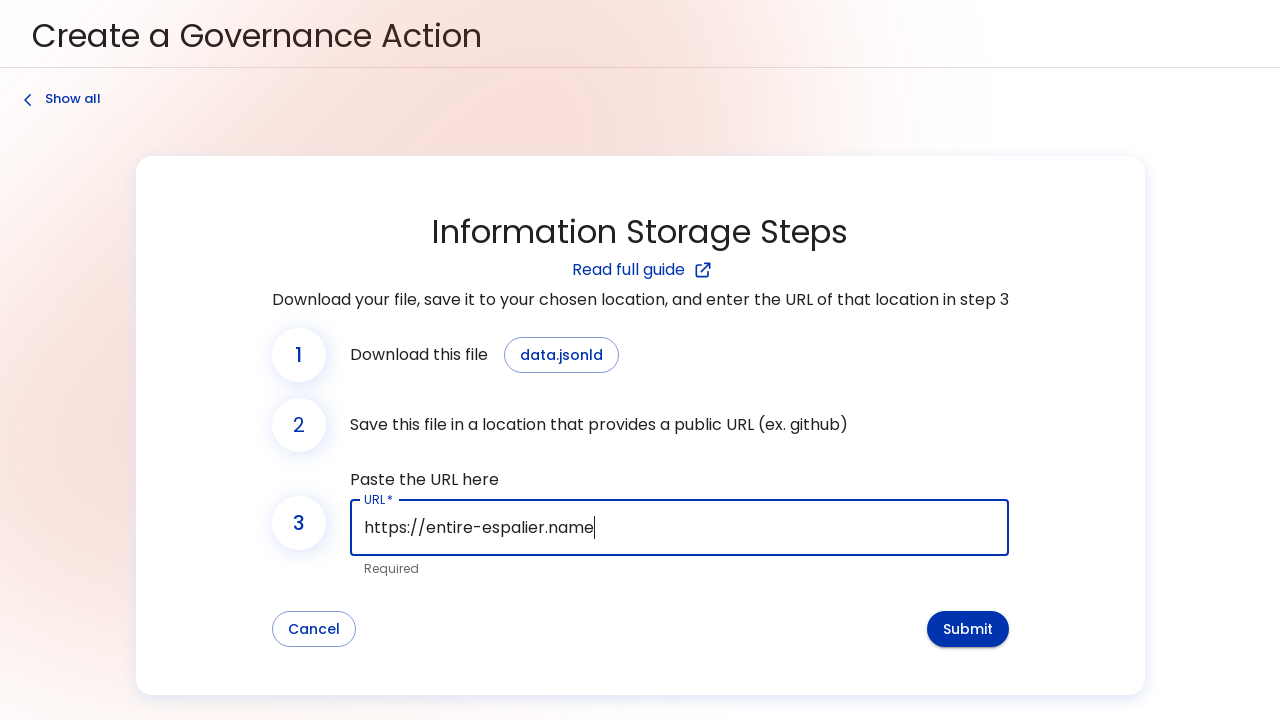 Create a Governance Action
Show all
Information Storage Steps
Read full guide
Download your file, save it to your chosen location, and enter the URL of that location in step 3
1
Download this file
data.jsonld
2
Save this file in a location that provides a public URL (ex. github)
Paste the URL here
3
URL *
https://entire-espalier.name
Required
Cancel
Submit